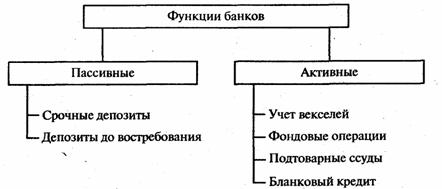 Функции банков
Пассивные
Активные
Срочные депозиты
Депозиты до востребования
Учет векселей
Фондовые операции
Подтоварные ссуды
Бланковый кредит